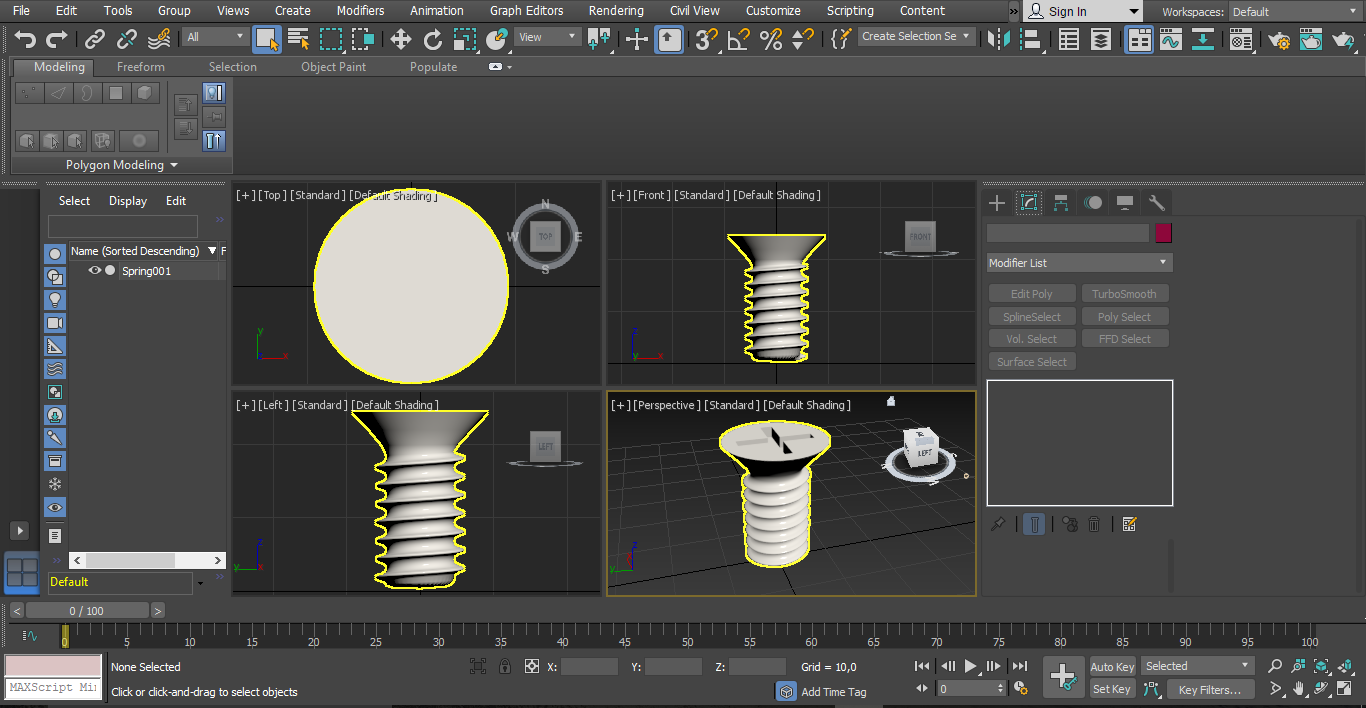 File Edit Tools Group Views Create Modifiers Animation Graph Editors Rendering Civil View Customize Scripting Content » Sign In Workspaces: Default
All View 3 Create Selection Se
Modeling Freeform Selection Object Paint Populate
Polygon Modeling
Select Display Edit
Name (Sorted Descending) F
Spring001
Default
[+] [Top] [Standard] [Default Shading]
N
W TOP E
S
y
x
[+] [Front] [Standard] [Default Shading]
FRONT
z
y x
[+] [Left] [Standard] [Default Shading]
LEFT
z
y x
[+] [Perspective] [Standard] [Default Shading]
LEFT
z
y
Modifier List
Edit Poly TurboSmooth
SplineSelect Poly Select
Vol. Select FFD Select
Surface Select
< 0 / 100 >
0 5 10 15 20 25 30 35 40 45 50 55 60 65 70 75 80 85 90 95 100
None Selected X: Y: Z: Grid = 10,0 Auto Key Selected
MAXScript Mi
Click or click-and-drag to select objects Add Time Tag 0 Set Key Key Filters...